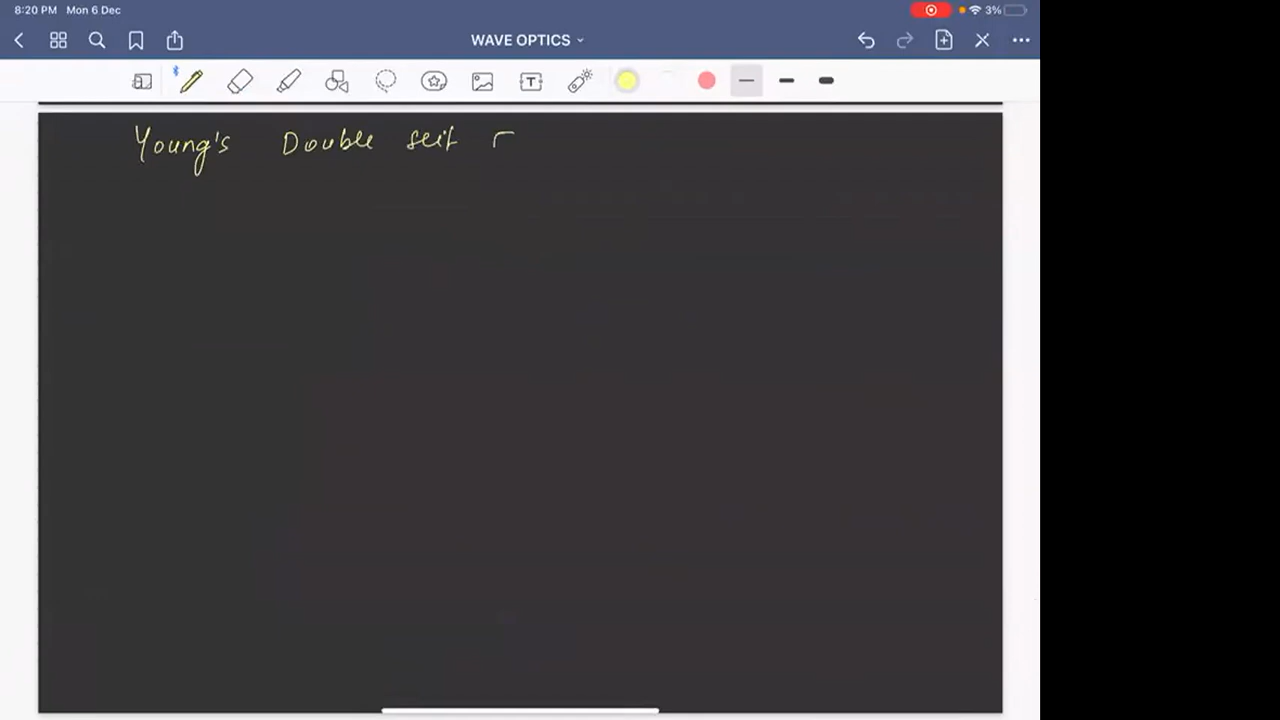 8:20 PM Mon 6 Dec
3%
WAVE OPTICS
T
Young's Double slit